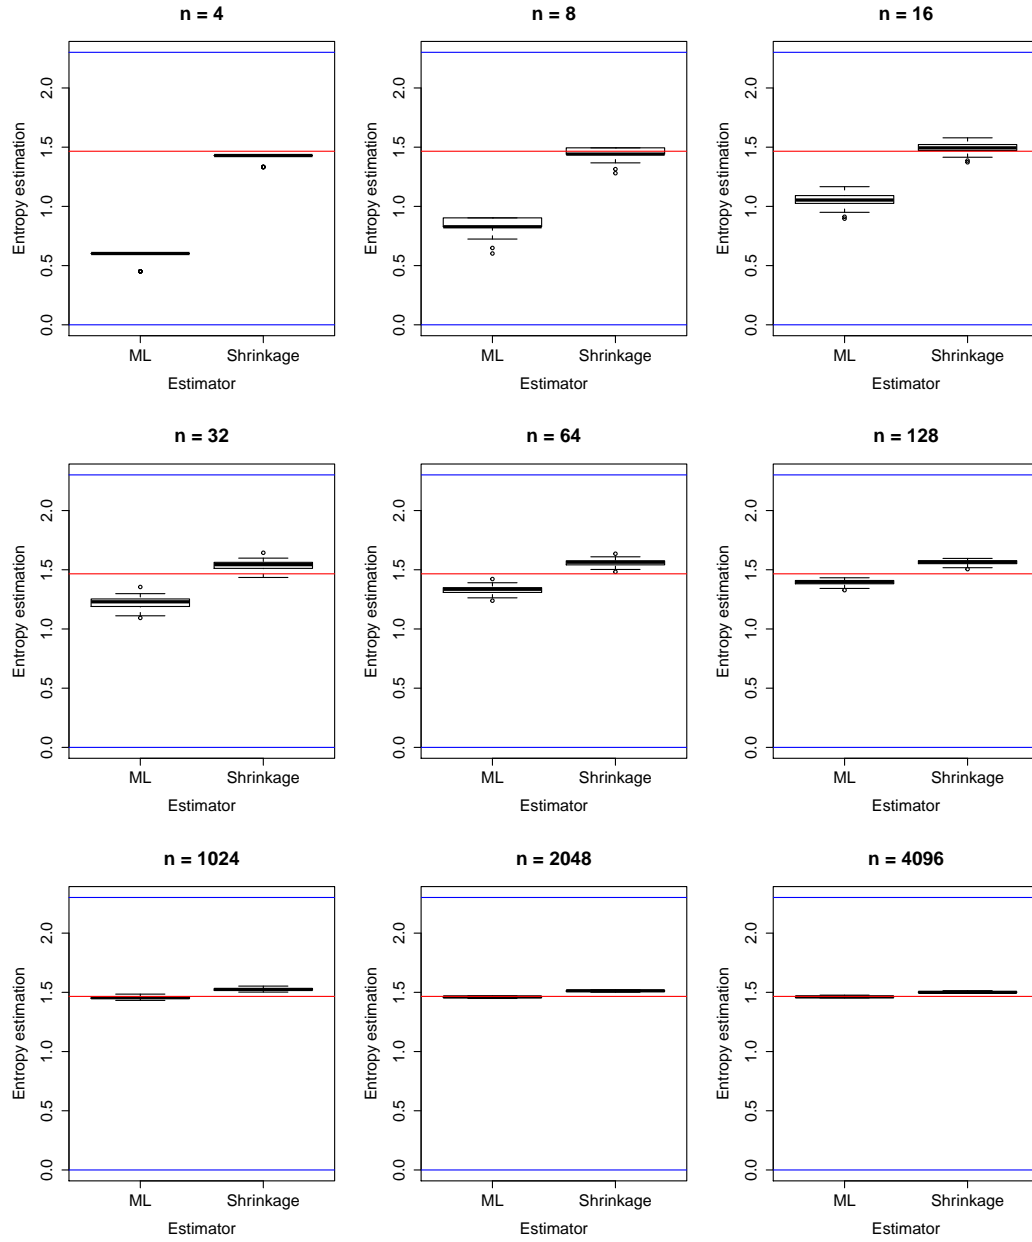 n = 4
n = 8
n = 16
Entropy estimation
0.0 0.5 1.0 1.5 2.0
ML Shrinkage
Estimator
Entropy estimation
0.0 0.5 1.0 1.5 2.0
ML Shrinkage
Estimator
Entropy estimation
0.0 0.5 1.0 1.5 2.0
ML Shrinkage
Estimator
n = 32
n = 64
n = 128
Entropy estimation
0.0 0.5 1.0 1.5 2.0
ML Shrinkage
Estimator
Entropy estimation
0.0 0.5 1.0 1.5 2.0
ML Shrinkage
Estimator
Entropy estimation
0.0 0.5 1.0 1.5 2.0
ML Shrinkage
Estimator
n = 1024
n = 2048
n = 4096
Entropy estimation
0.0 0.5 1.0 1.5 2.0
ML Shrinkage
Estimator
Entropy estimation
0.0 0.5 1.0 1.5 2.0
ML Shrinkage
Estimator
Entropy estimation
0.0 0.5 1.0 1.5 2.0
ML Shrinkage
Estimator